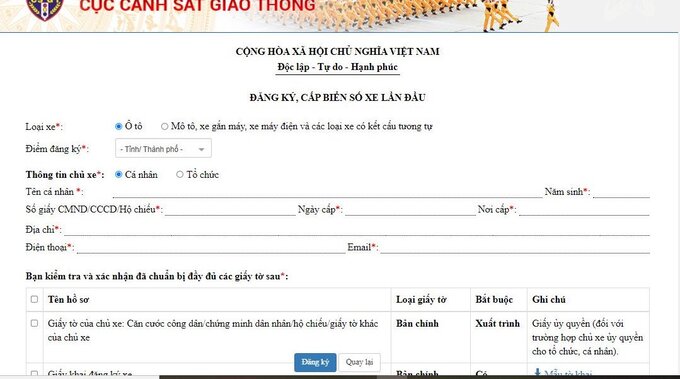 CỤC CẢNH SÁT GIAO THÔNG
CỘNG HÒA XÃ HỘI CHỦ NGHĨA VIỆT NAM
Độc lập - Tự do - Hạnh phúc
ĐĂNG KÝ, CẤP BIỂN SỐ XE LẦN ĐẦU
Loại xe*: Ô tô Mô tô, xe gắn máy, xe máy điện và các loại xe có kết cấu tương tự
Điểm đăng ký*: - Tỉnh/ Thành phố -
Thông tin chủ xe*: Cá nhân Tổ chức
Tên cá nhân *: Năm sinh*:
Số giấy CMND/CCCD/Hộ chiếu*: Ngày cấp*: Nơi cấp*:
Địa chỉ*:
Điện thoại*: Email*:
Bạn kiểm tra và xác nhận đã chuẩn bị đầy đủ các giấy tờ sau*:
Tên hồ sơ Loại giấy tờ Bắt buộc Ghi chú
Giấy tờ của chủ xe: Căn cước công dân/chứng minh dân nhân/hộ chiếu/giấy tờ khác Bản chính Xuất trình Giấy ủy quyền (đối với
của chủ xe trường hợp chủ xe ủy quyền
cho tổ chức, cá nhân).
Đăng ký Quay lại
Giấy khai đăng ký xe Bản chính Có Mẫu tờ khai